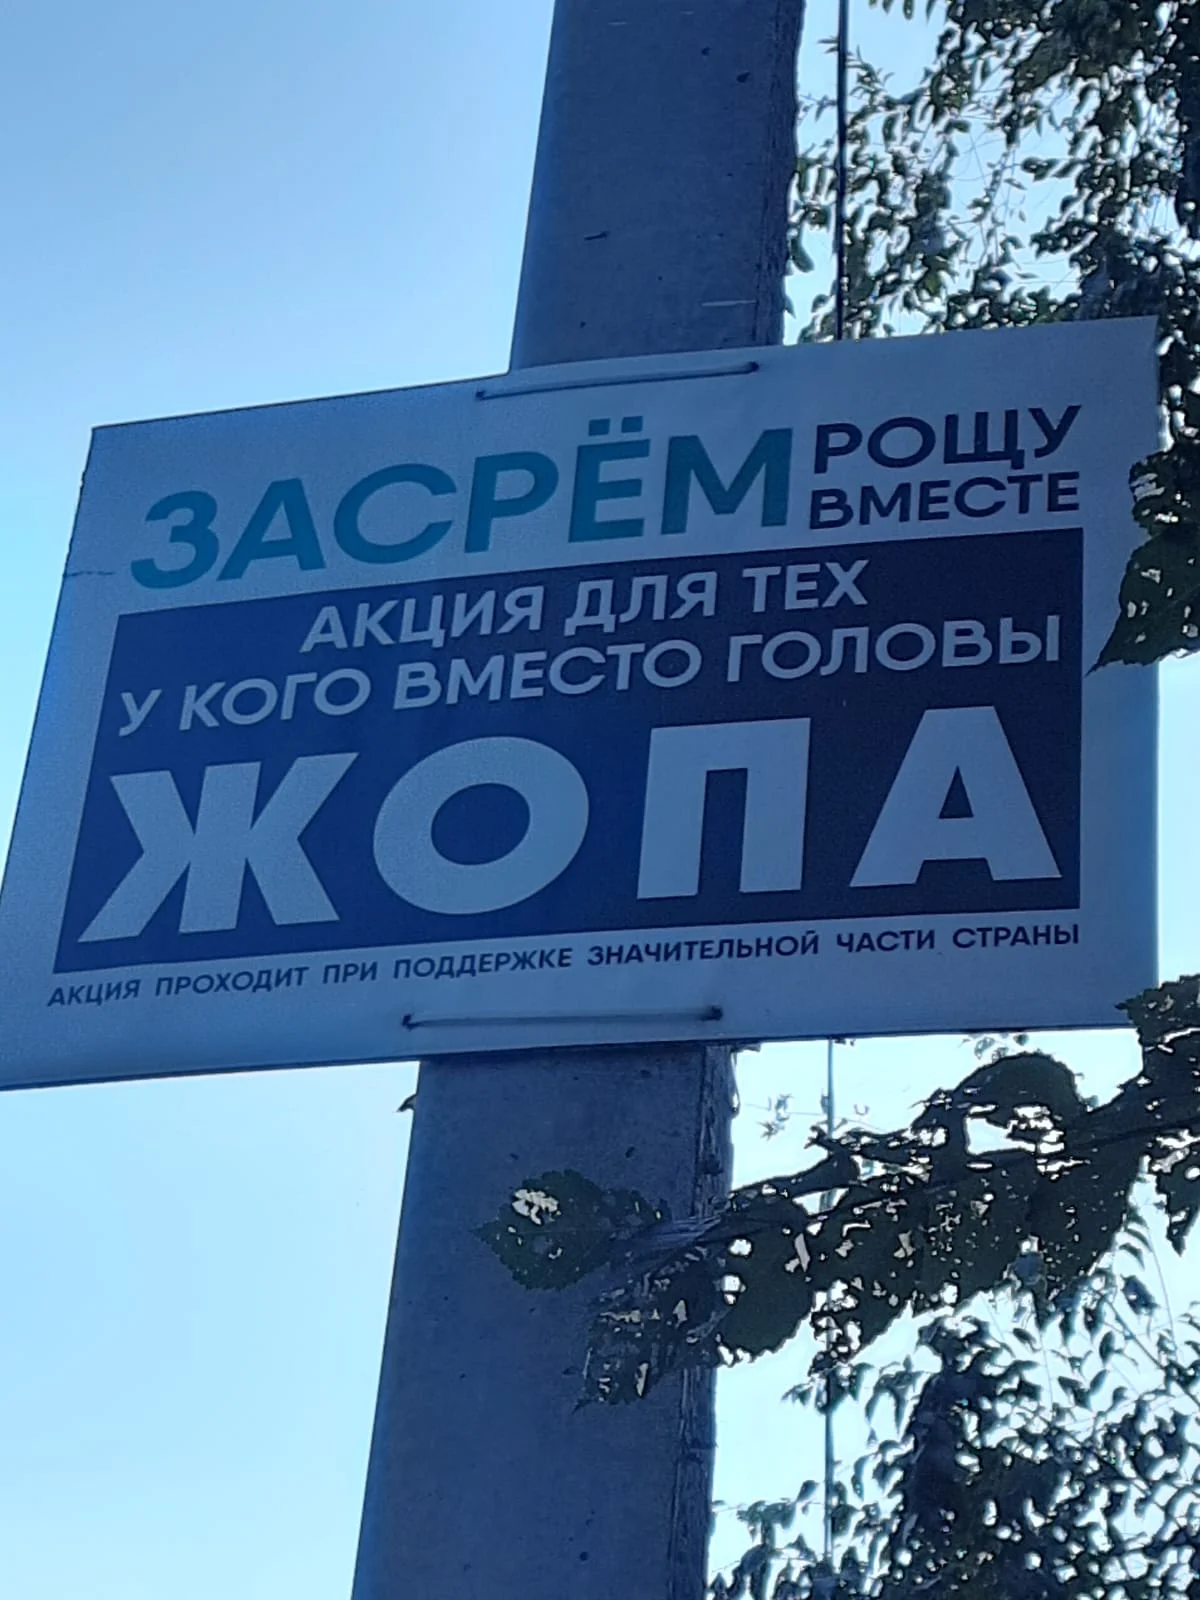 ЗАСРЁМ РОЩУ
ВМЕСТЕ
АКЦИЯ ДЛЯ ТЕХ
У КОГО ВМЕСТО ГОЛОВЫ
ЖОПА
АКЦИЯ ПРОХОДИТ ПРИ ПОДДЕРЖКЕ ЗНАЧИТЕЛЬНОЙ ЧАСТИ СТРАНЫ